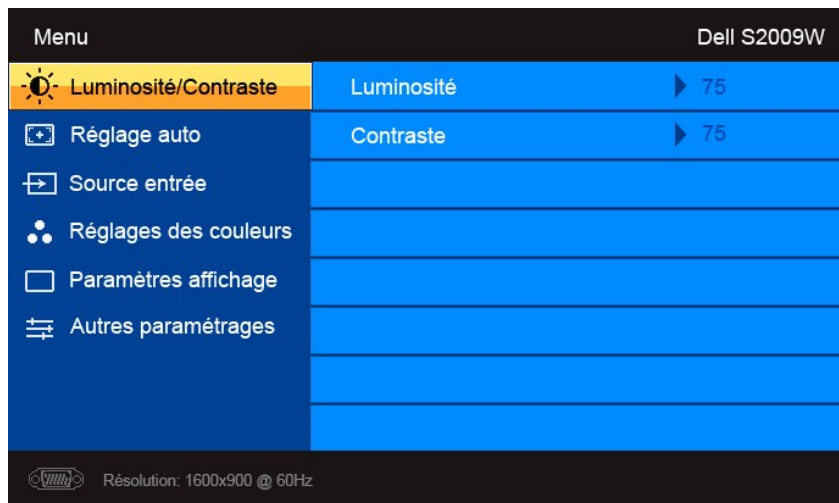 Menu Dell S2009W
Luminosité/Contraste Luminosité 75
Réglage auto Contraste 75
Source entrée
Réglages des couleurs
Paramètres affichage
Autres paramétrages
Résolution: 1600x900 @ 60Hz